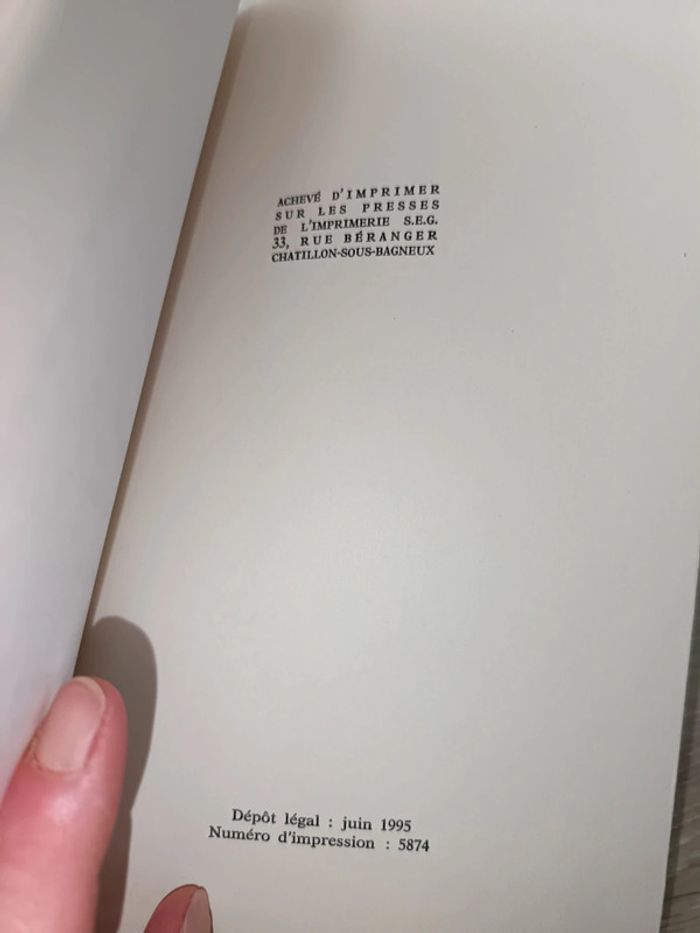 ACHEVÉ D'IMPRIMER
SUR LES PRESSES
DE L'IMPRIMERIE S.E.G.
33, RUE BÉRANGER
CHATILLON-SOUS-BAGNEUX
Dépôt légal : juin 1995
Numéro d'impression : 5874